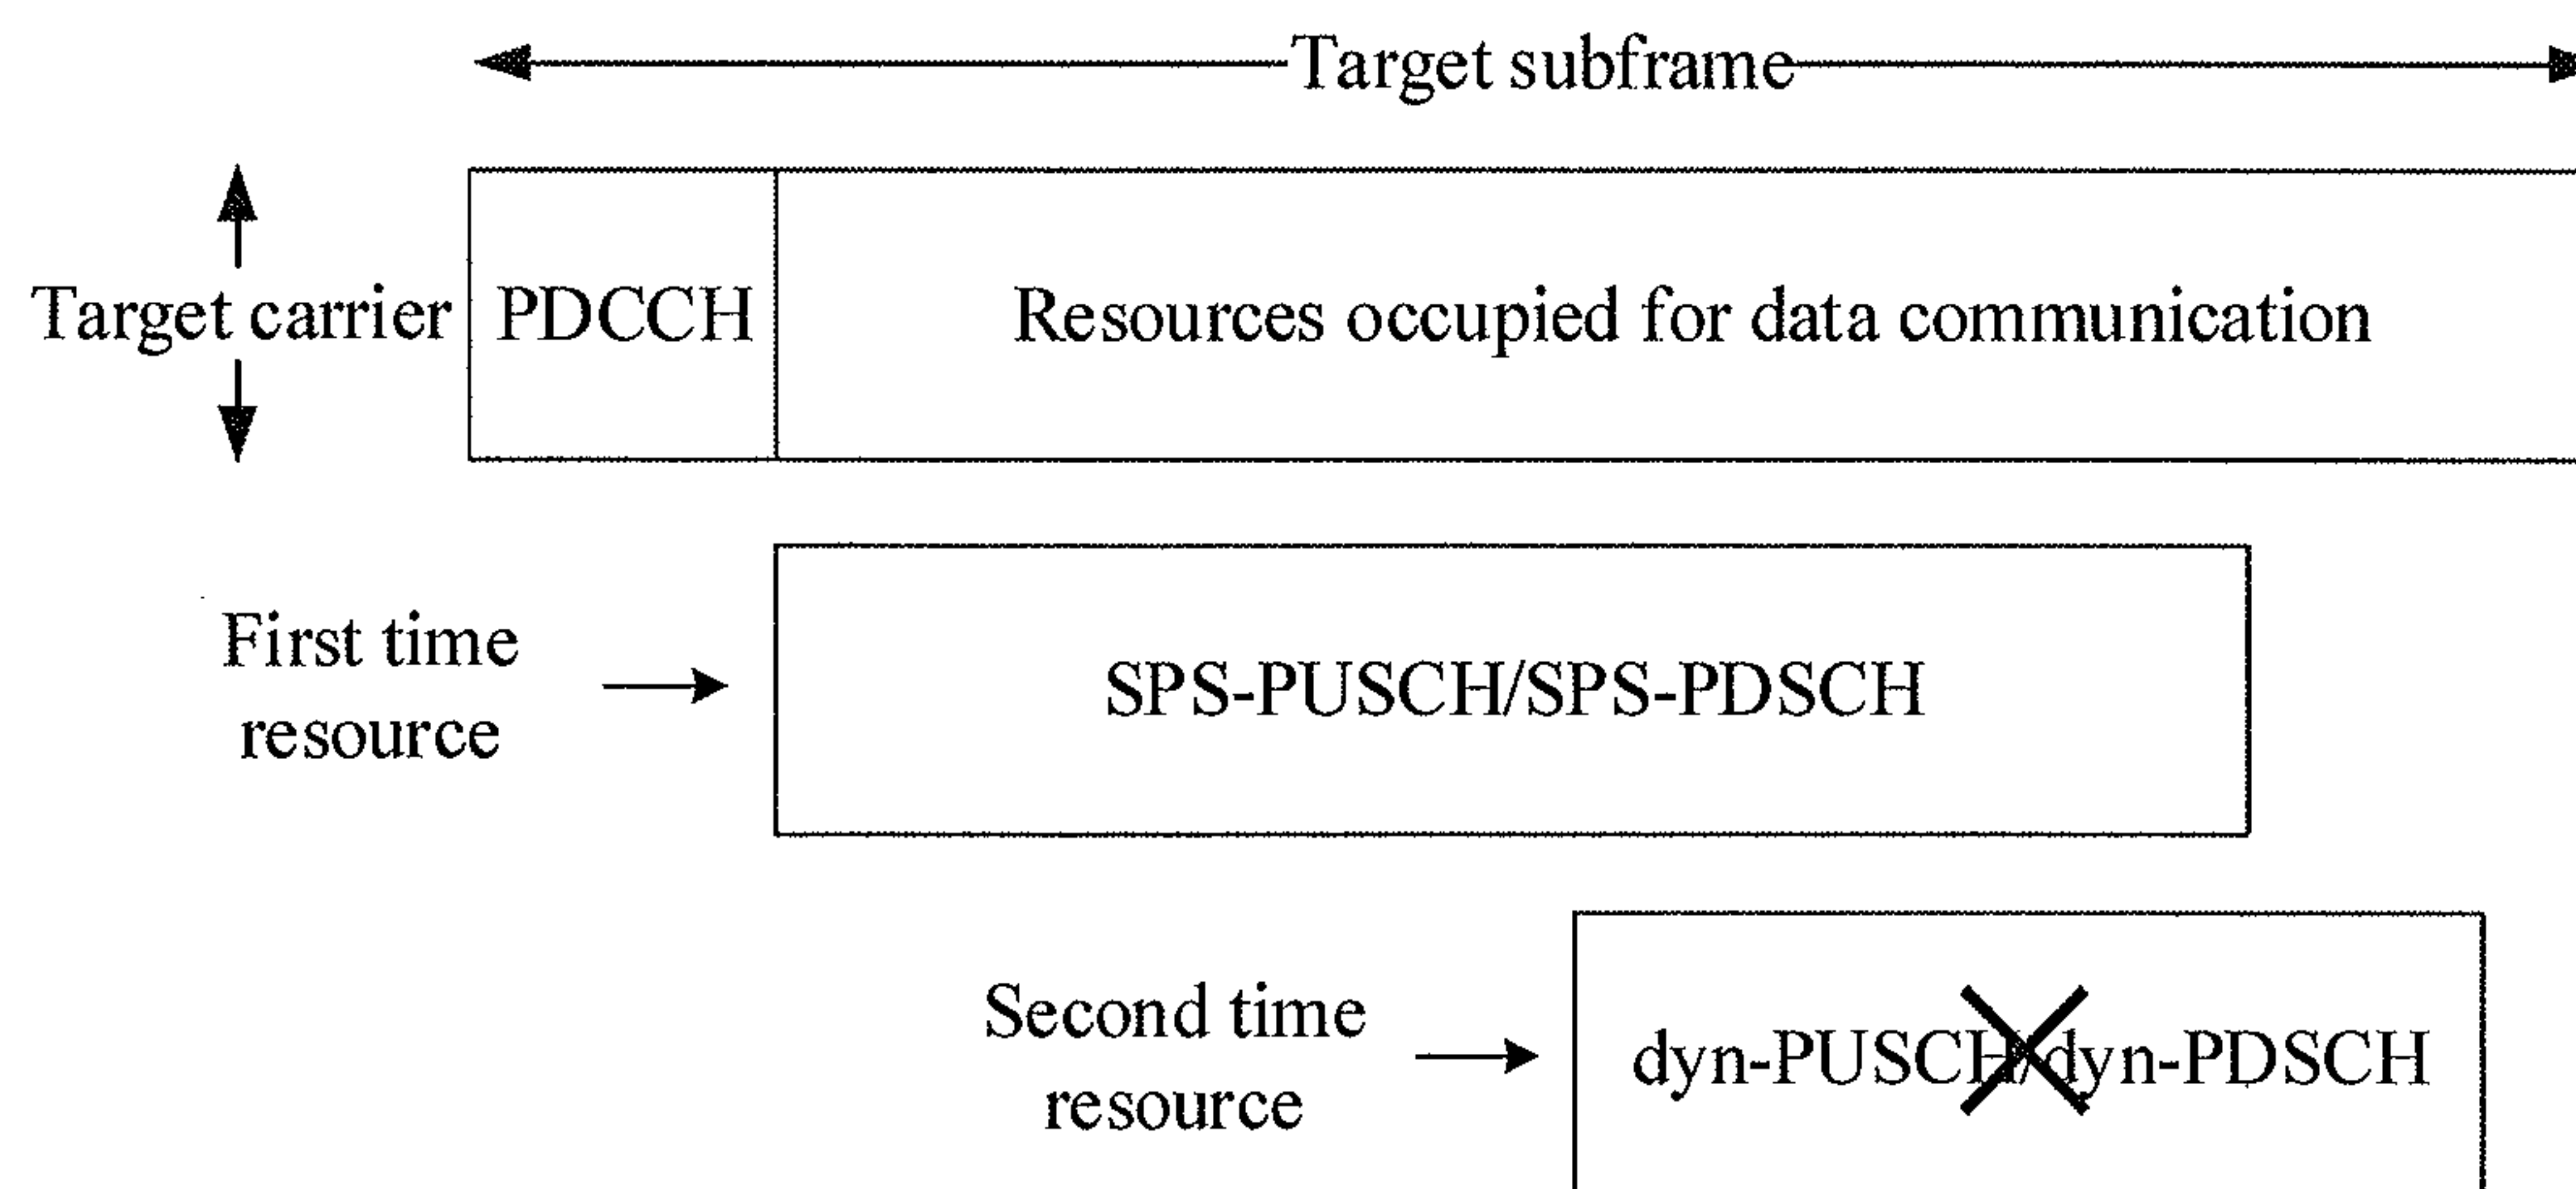 Target subframe
Target carrier
PDCCH
Resources occupied for data communication
First time
resource
SPS-PUSCH/SPS-PDSCH
Second time
resource
dyn-PUSCH/dyn-PDSCH